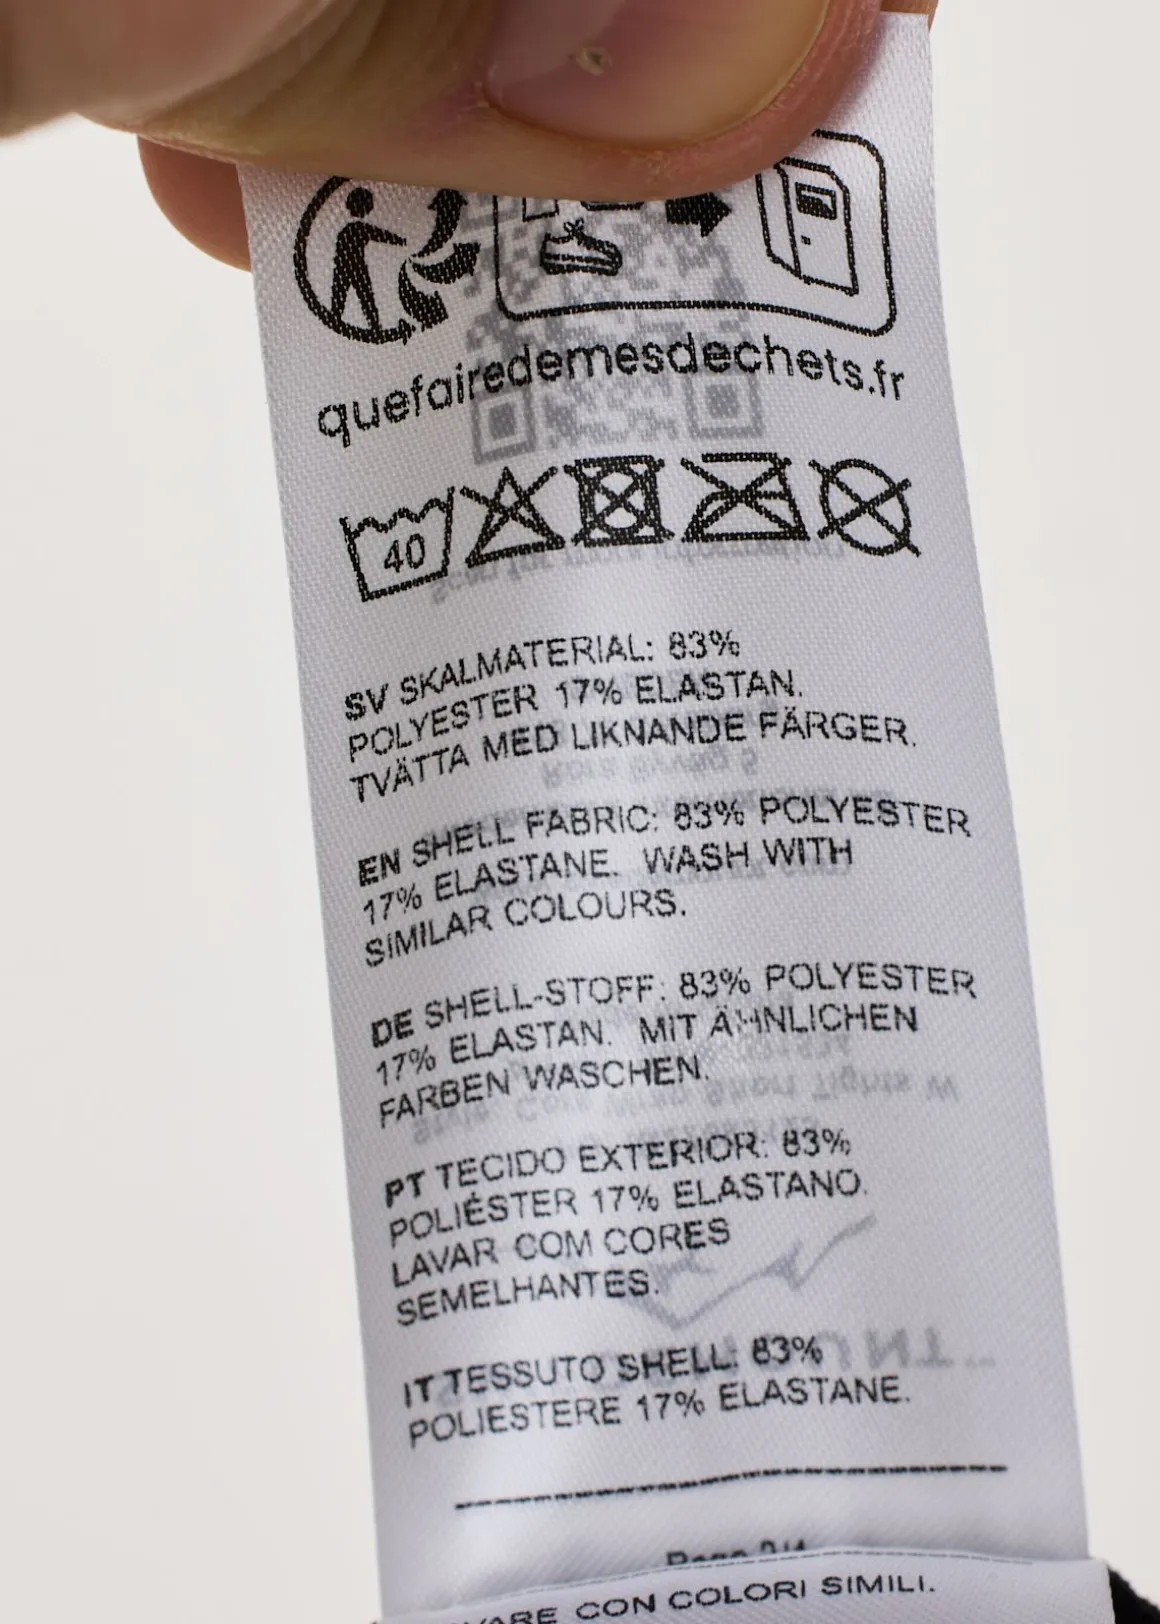 quefairedemesdechets.fr
40
SV SKALMATERIAL: 83%
POLYESTER 17% ELASTAN.
TVÄTTA MED LIKNANDE FÄRGER.
EN SHELL FABRIC: 83% POLYESTER
17% ELASTANE. WASH WITH
SIMILAR COLOURS.
DE SHELL-STOFF: 83% POLYESTER
17% ELASTAN. MIT ÄHNLICHEN
FARBEN WASCHEN.
PT TECIDO EXTERIOR: 83%
POLIÉSTER 17% ELASTANO.
LAVAR COM CORES
SEMELHANTES.
IT TESSUTO SHELL: 83%
POLIESTERE 17% ELASTANE.
CON COLORI SIMILI.